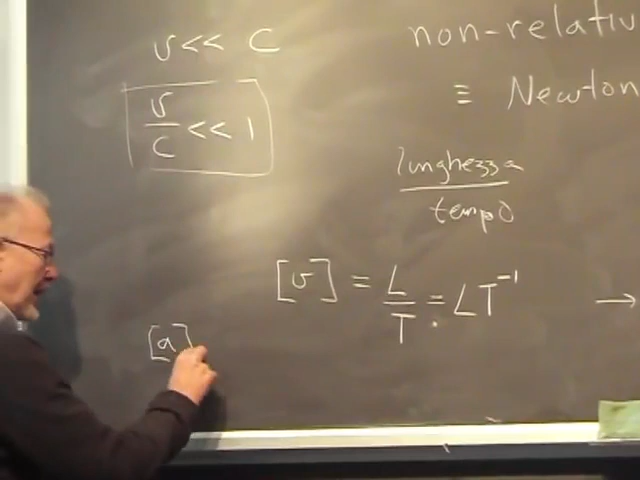 v << c
non-relativ
v/c << 1
≡ Newton
lunghezza
tempo
[v] = L/T = LT⁻¹ →
[a]